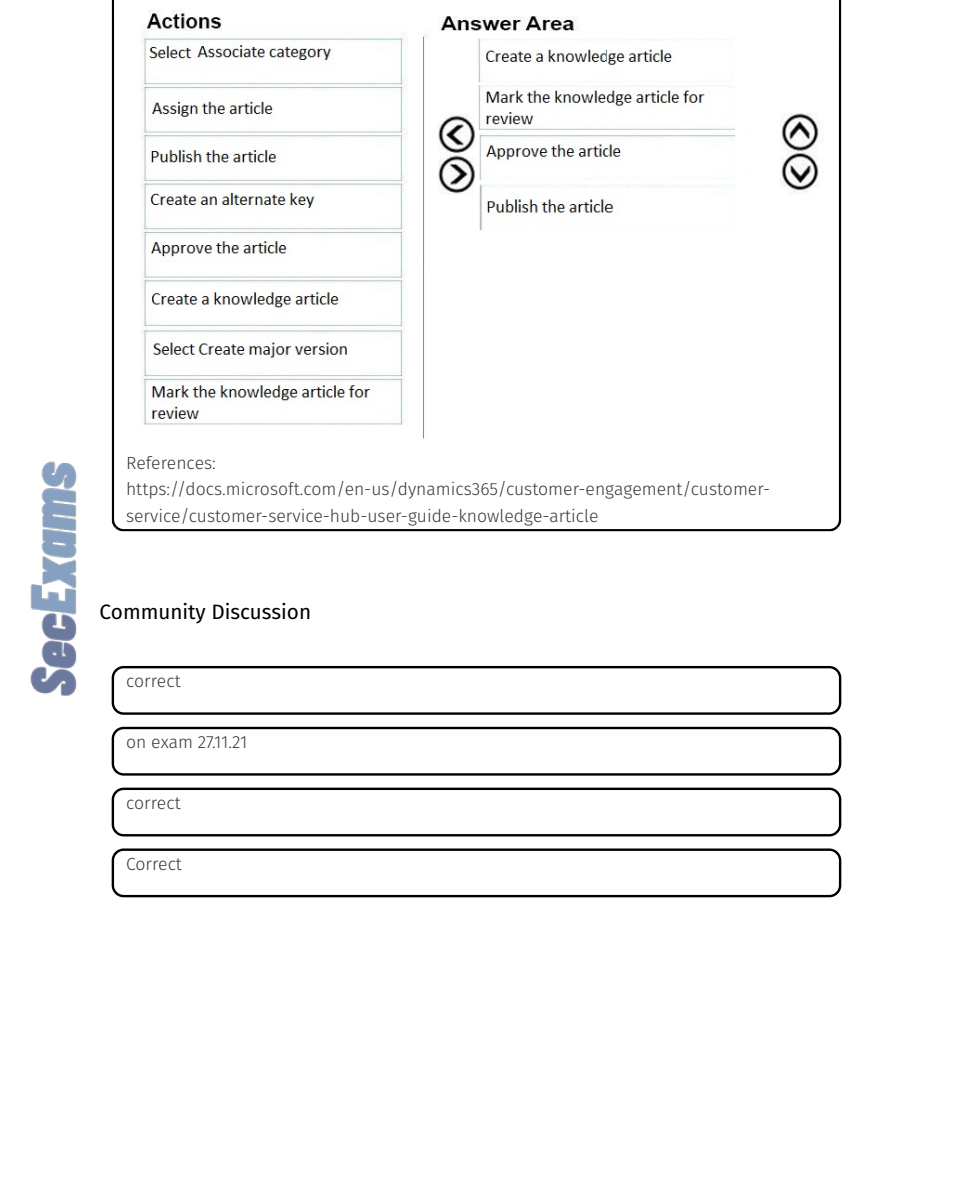 Actions
Select Associate category
Assign the article
Publish the article
Create an alternate key
Approve the article
Create a knowledge article
Select Create major version
Mark the knowledge article for
review
Answer Area
Create a knowledge article
Mark the knowledge article for
review
Approve the article
Publish the article
References:
https://docs.microsoft.com/en-us/dynamics365/customer-engagement/customer-
service/customer-service-hub-user-guide-knowledge-article
SecExams
Community Discussion
correct
on exam 27.11.21
correct
Correct